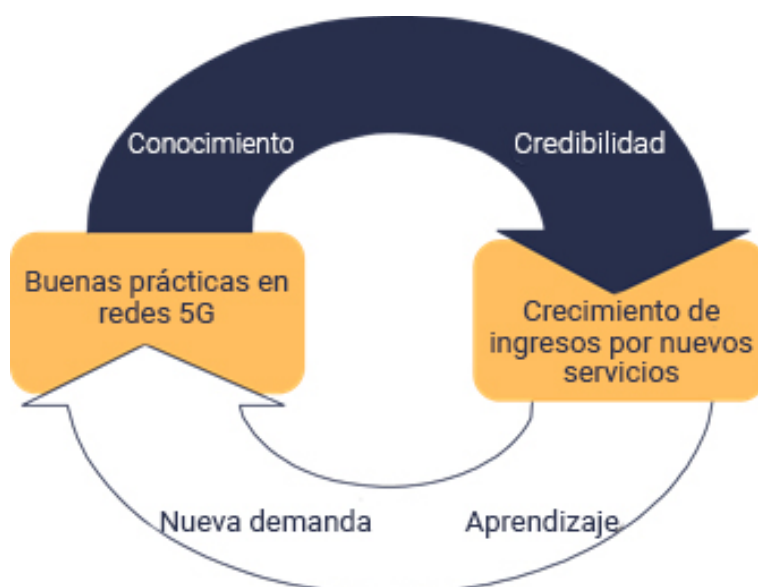 Conocimiento
Credibilidad
Buenas prácticas en
redes 5G
Crecimiento de
ingresos por nuevos
servicios
Nueva demanda
Aprendizaje